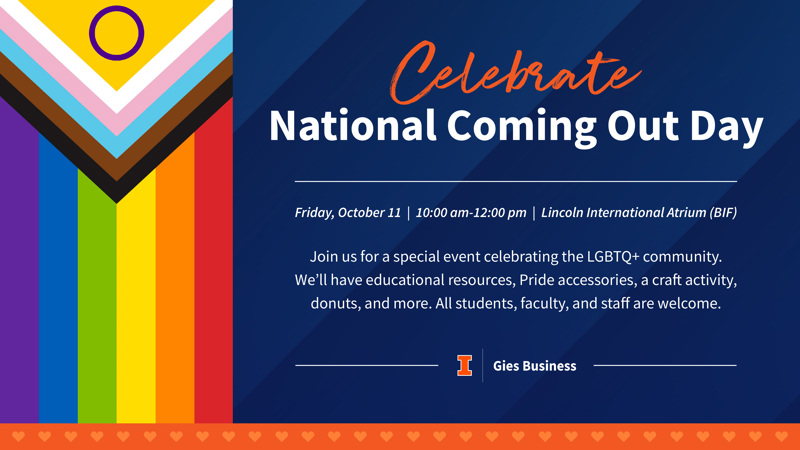 Celebrate
National Coming Out Day
Friday, October 11 | 10:00 am-12:00 pm | Lincoln International Atrium (BIF)
Join us for a special event celebrating the LGBTQ+ community.
We’ll have educational resources, Pride accessories, a craft activity,
donuts, and more. All students, faculty, and staff are welcome.
I | Gies Business